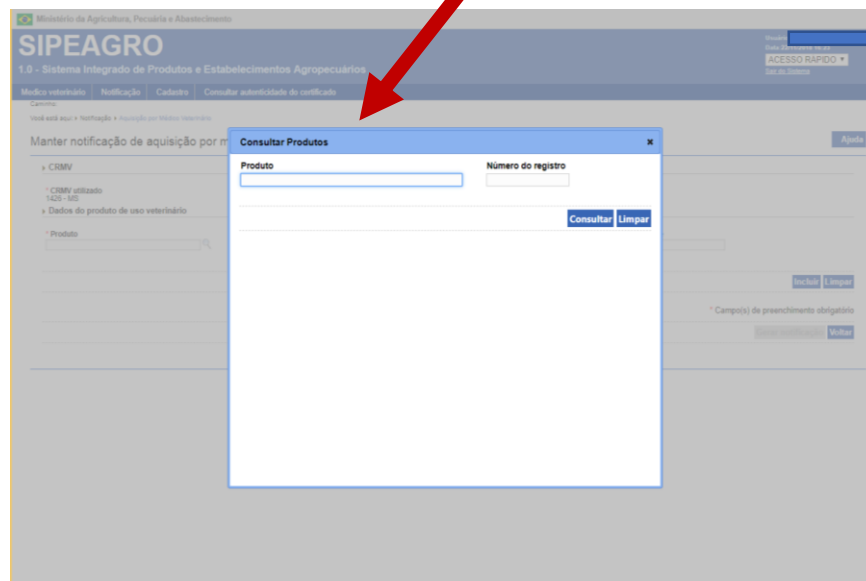 Ministério da Agricultura, Pecuária e Abastecimento
SIPEAGRO
1.0 - Sistema Integrado de Produtos e Estabelecimentos Agropecuários
ACESSO RAPIDO
Sair do Sistema
Medico veterinário Notificação Cadastro Consultar autenticidade do certificado
Caminho:
Você está aqui > Notificação > Aquisição por Médico Veterinário
Manter notificação de aquisição por m
Ajuda
Consultar Produtos ×
Produto Número do registro
Consultar Limpar
CRMV
* CRMV utilizado
1426 - MS
Dados do produto de uso veterinário
* Produto
Incluir Limpar
* Campo(s) de preenchimento obrigatório
Voltar